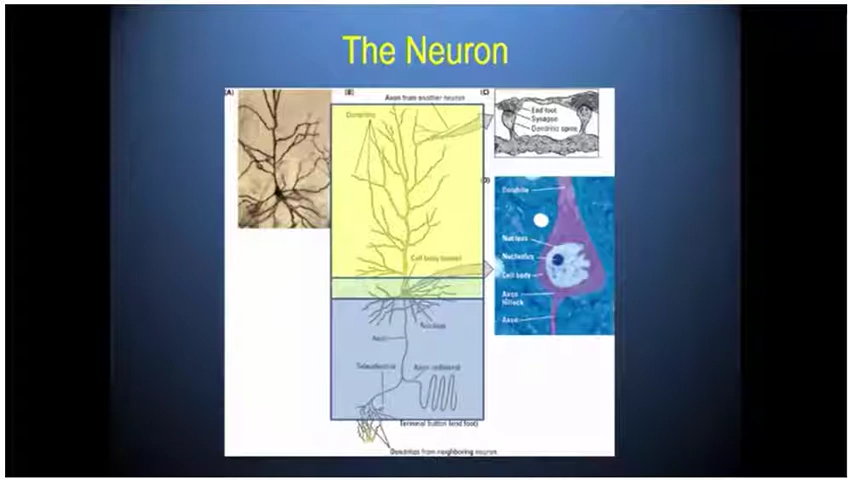 The Neuron
(A)
(B)
Axon from another neuron
(C)
Dendrites
End foot
Synapse
Dendritic spine
Dendrite
Cell body (soma)
Nucleus
Nucleolus
Cell body
Axon
hillock
Axon
Nucleus
Axon
Telodendria
Axon collateral
Terminal button (end foot)
Dendrites from neighboring neuron